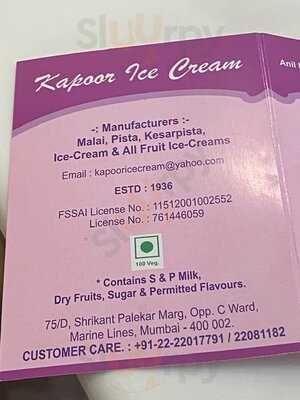 Sluurpy
Kapoor Ice Cream
Anil
-: Manufacturers :-
Malai, Pista, Kesarpista,
Ice-Cream & All Fruit Ice-Creams
Email : kapooricecream@yahoo.com
ESTD : 1936
FSSAI License No. : 11512001002552
License No. : 761446059
100 Veg.
* Contains S & P Milk,
Dry Fruits, Sugar & Permitted Flavours.
75/D, Shrikant Palekar Marg, Opp. C Ward,
Marine Lines, Mumbai - 400 002.
CUSTOMER CARE. : +91-22-22017791 / 22081182